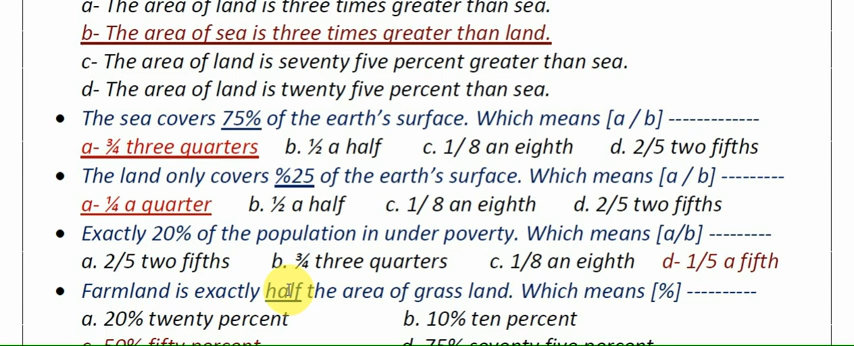 a- The area of land is three times greater than sea.
b- The area of sea is three times greater than land.
c- The area of land is seventy five percent greater than sea.
d- The area of land is twenty five percent than sea.
• The sea covers 75% of the earth's surface. Which means [a / b] -------------
a- ¾ three quarters b. ½ a half c. 1/ 8 an eighth d. 2/5 two fifths
• The land only covers %25 of the earth's surface. Which means [a / b] ---------
a- ¼ a quarter b. ½ a half c. 1/ 8 an eighth d. 2/5 two fifths
• Exactly 20% of the population in under poverty. Which means [a/b] ---------
a. 2/5 two fifths b. ¾ three quarters c. 1/8 an eighth d- 1/5 a fifth
• Farmland is exactly half the area of grass land. Which means [%] ----------
a. 20% twenty percent b. 10% ten percent
c. 50% fifty percent d. 75% seventy five percent